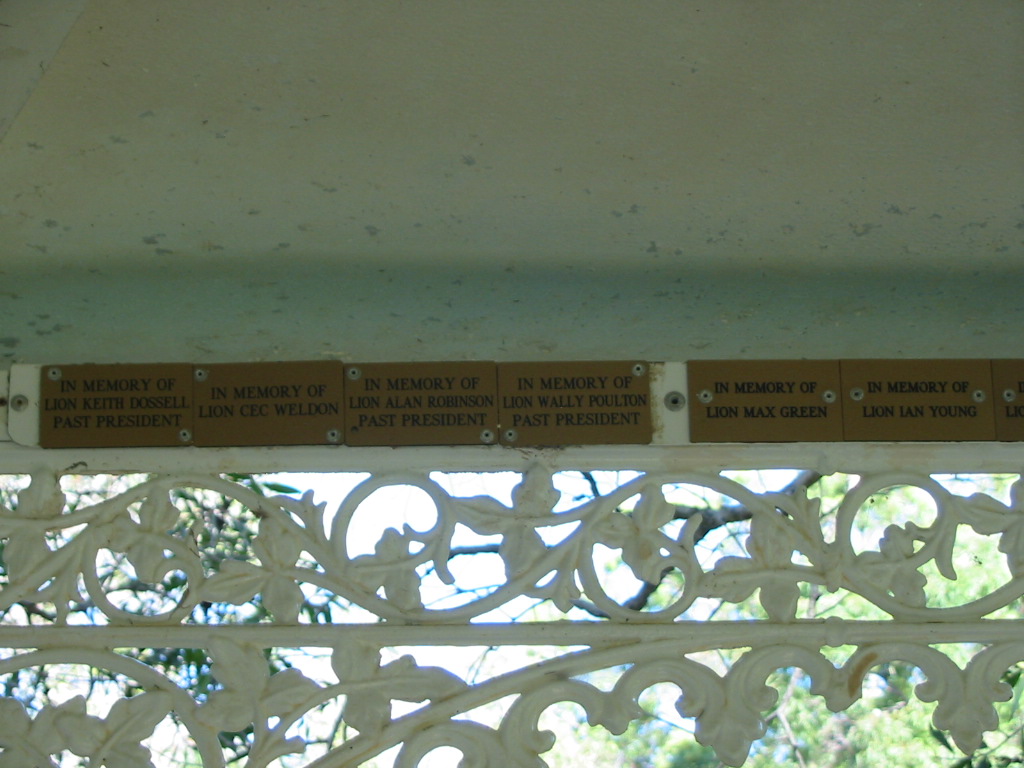 IN MEMORY OF
LION KEITH DOSSELL
PAST PRESIDENT
IN MEMORY OF
LION CEC WELDON
IN MEMORY OF
LION ALAN ROBINSON
PAST PRESIDENT
IN MEMORY OF
LION WALLY POULTON
PAST PRESIDENT
IN MEMORY OF
LION MAX GREEN
IN MEMORY OF
LION IAN YOUNG